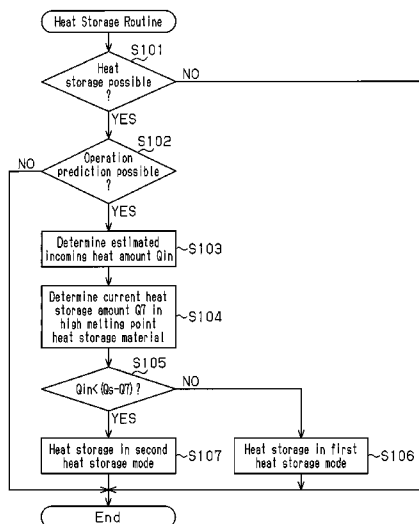 Heat Storage Routine
S101
Heat
storage possible
?
NO
YES
S102
Operation
prediction possible
?
NO
YES
Determine estimated
incoming heat amount Qin
S103
Determine current heat
storage amount Q7 in
high melting point
heat storage material
S104
S105
Qin<(Qs-Q7)?
NO
YES
Heat storage in second
heat storage mode
S107
Heat storage in first
heat storage mode
S106
End